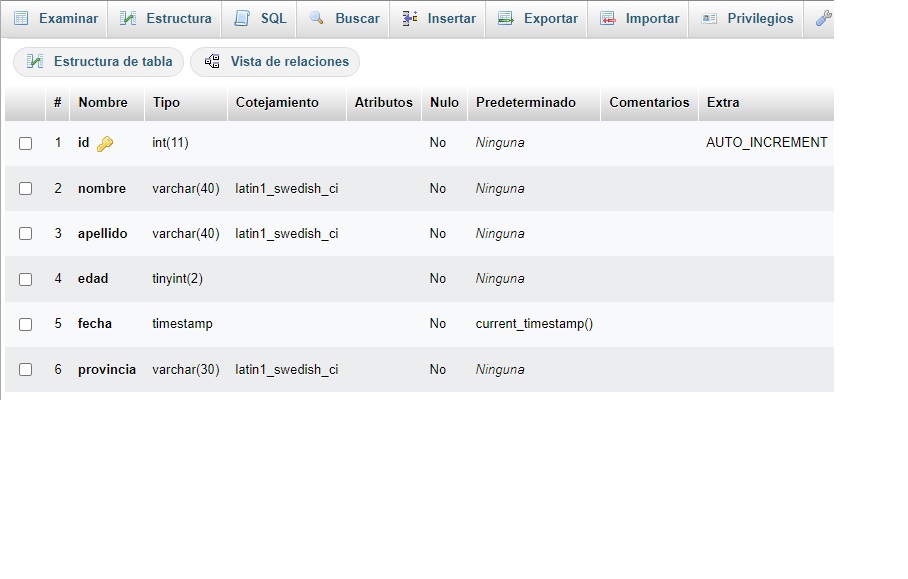 Examinar Estructura SQL Buscar Insertar Exportar Importar Privilegios
Estructura de tabla Vista de relaciones
# Nombre Tipo Cotejamiento Atributos Nulo Predeterminado Comentarios Extra
1 id int(11) No Ninguna AUTO_INCREMENT
2 nombre varchar(40) latin1_swedish_ci No Ninguna
3 apellido varchar(40) latin1_swedish_ci No Ninguna
4 edad tinyint(2) No Ninguna
5 fecha timestamp No current_timestamp()
6 provincia varchar(30) latin1_swedish_ci No Ninguna